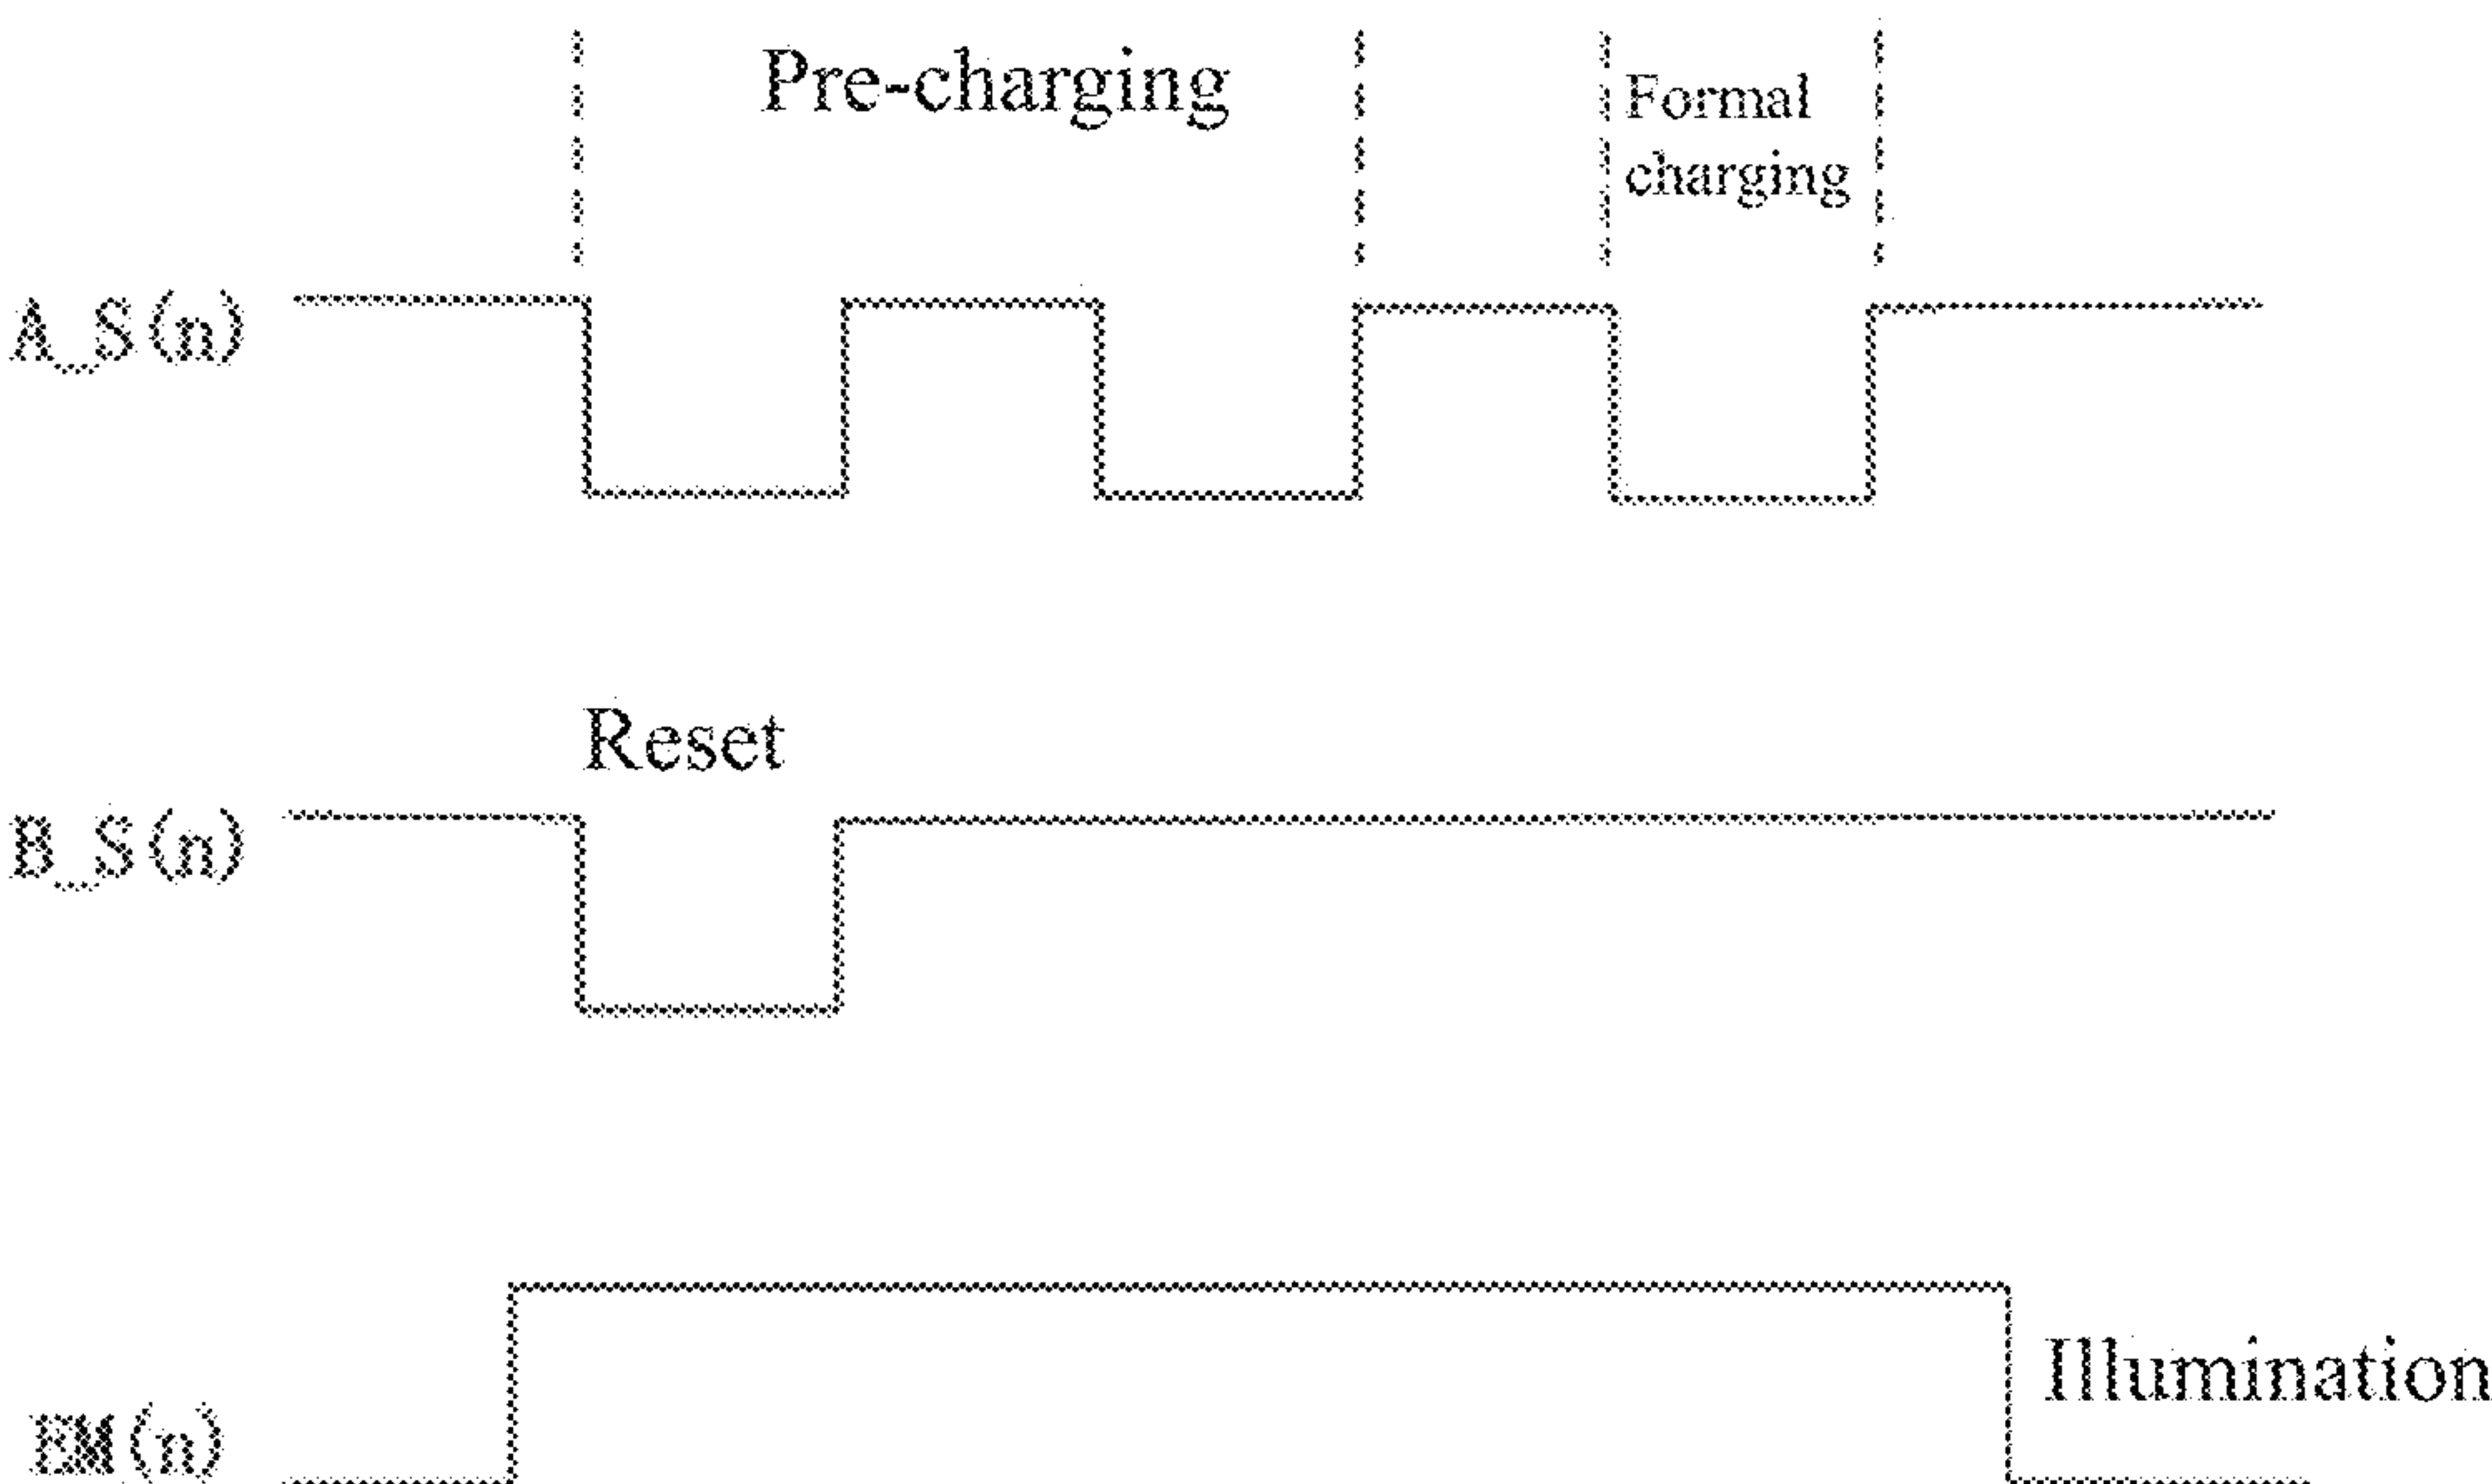 Pre-charging
Formal
charging
A_S(n)
Reset
B_S(n)
Illumination
EM(n)